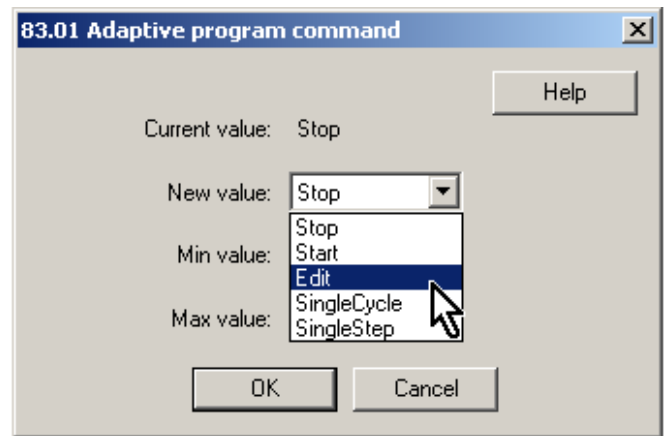 83.01 Adaptive program command
Help
Current value: Stop
New value: Stop
Stop
Min value: Start
Edit
Max value: SingleCycle
SingleStep
OK Cancel